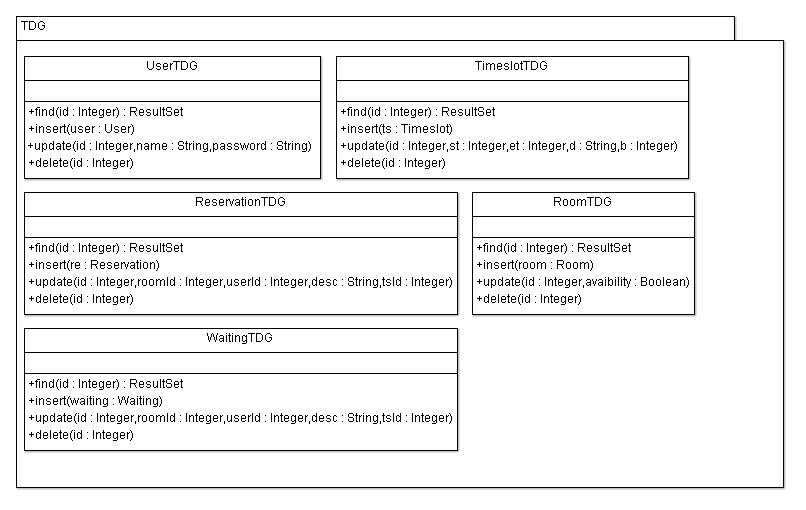 TDG
UserTDG
+find(id : Integer) : ResultSet
+insert(user : User)
+update(id : Integer,name : String,password : String)
+delete(id : Integer)
TimeslotTDG
+find(id : Integer) : ResultSet
+insert(ts : Timeslot)
+update(id : Integer,st : Integer,et : Integer,d : String,b : Integer)
+delete(id : Integer)
ReservationTDG
+find(id : Integer) : ResultSet
+insert(re : Reservation)
+update(id : Integer,roomId : Integer,userId : Integer,desc : String,tsId : Integer)
+delete(id : Integer)
RoomTDG
+find(id : Integer) : ResultSet
+insert(room : Room)
+update(id : Integer,avaibility : Boolean)
+delete(id : Integer)
WaitingTDG
+find(id : Integer) : ResultSet
+insert(waiting : Waiting)
+update(id : Integer,roomId : Integer,userId : Integer,desc : String,tsId : Integer)
+delete(id : Integer)